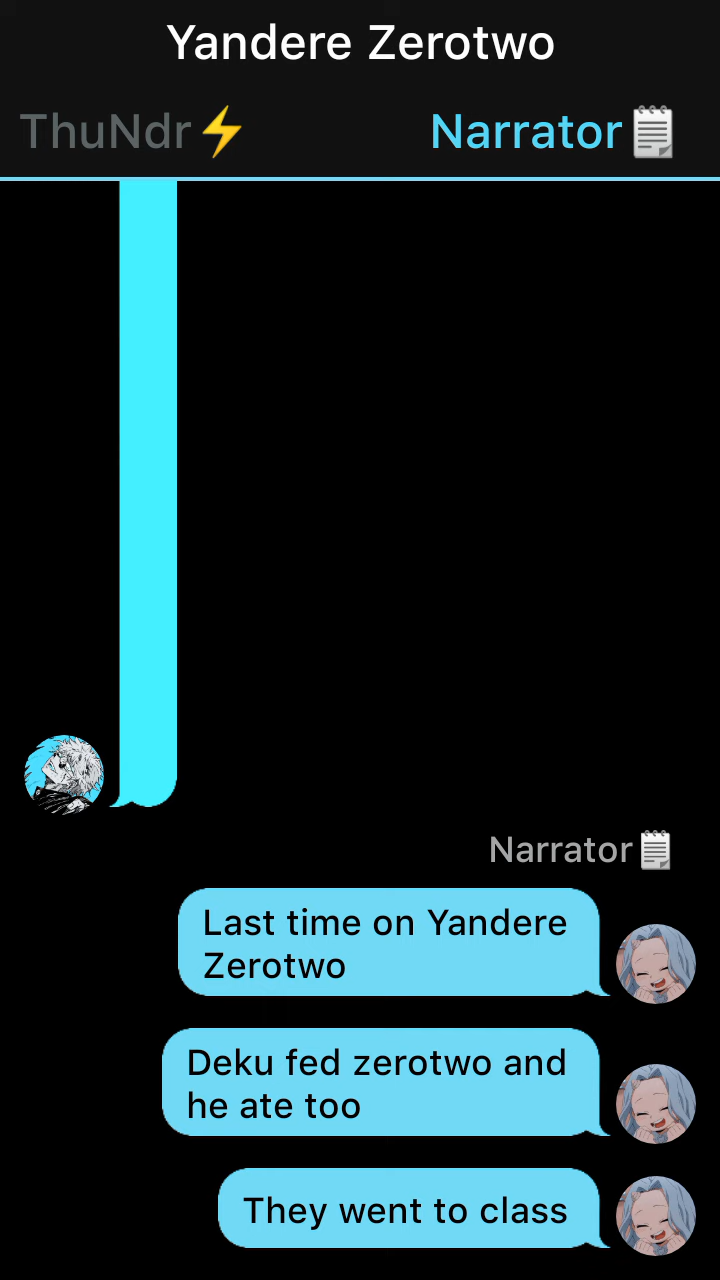 Yandere Zerotwo
ThuNdr⚡ Narrator🗒️
Narrator🗒️
Last time on Yandere
Zerotwo
Deku fed zerotwo and
he ate too
They went to class